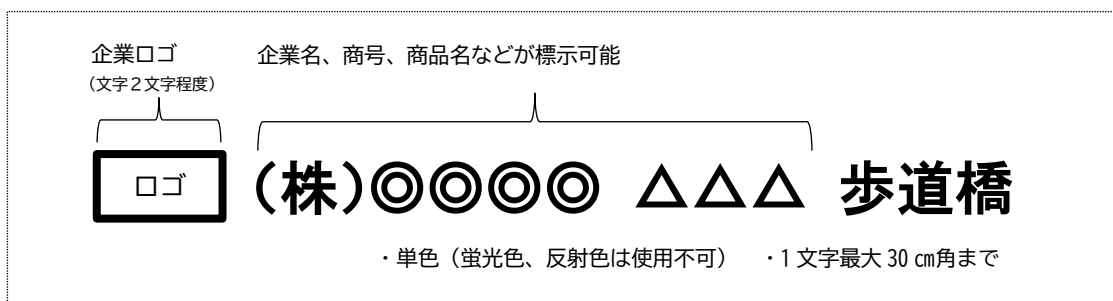 企業ロゴ
（文字２文字程度）
企業名、商号、商品名などが標示可能
ロゴ
（株）◎◎◎◎ △△△ 歩道橋
・単色（蛍光色、反射色は使用不可） ・１文字最大 30 ㎝角まで